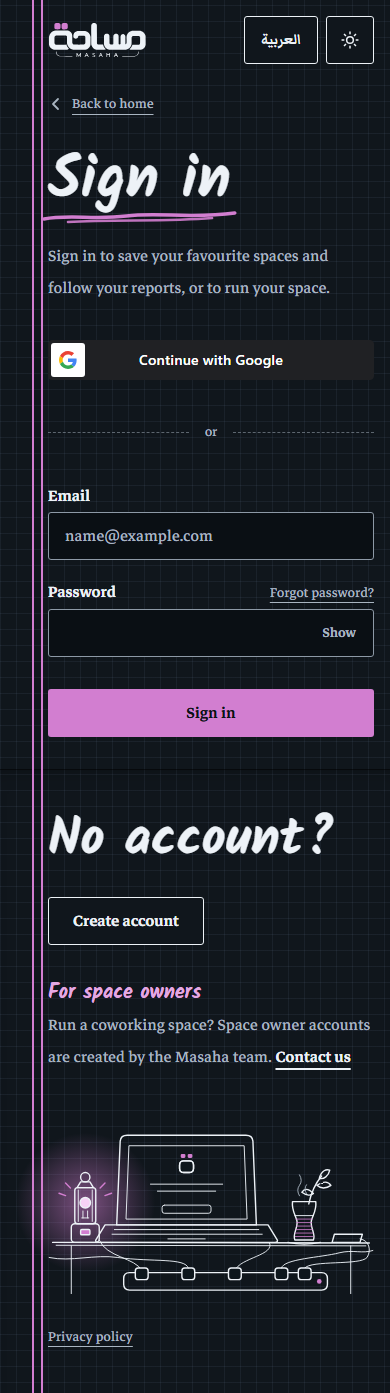 مساحة
MASAHA
العربية
Back to home
Sign in
Sign in to save your favourite spaces and
follow your reports, or to run your space.
Continue with Google
or
Email
name@example.com
Password
Forgot password?
Show
Sign in
No account?
Create account
For space owners
Run a coworking space? Space owner accounts
are created by the Masaha team. Contact us
Privacy policy